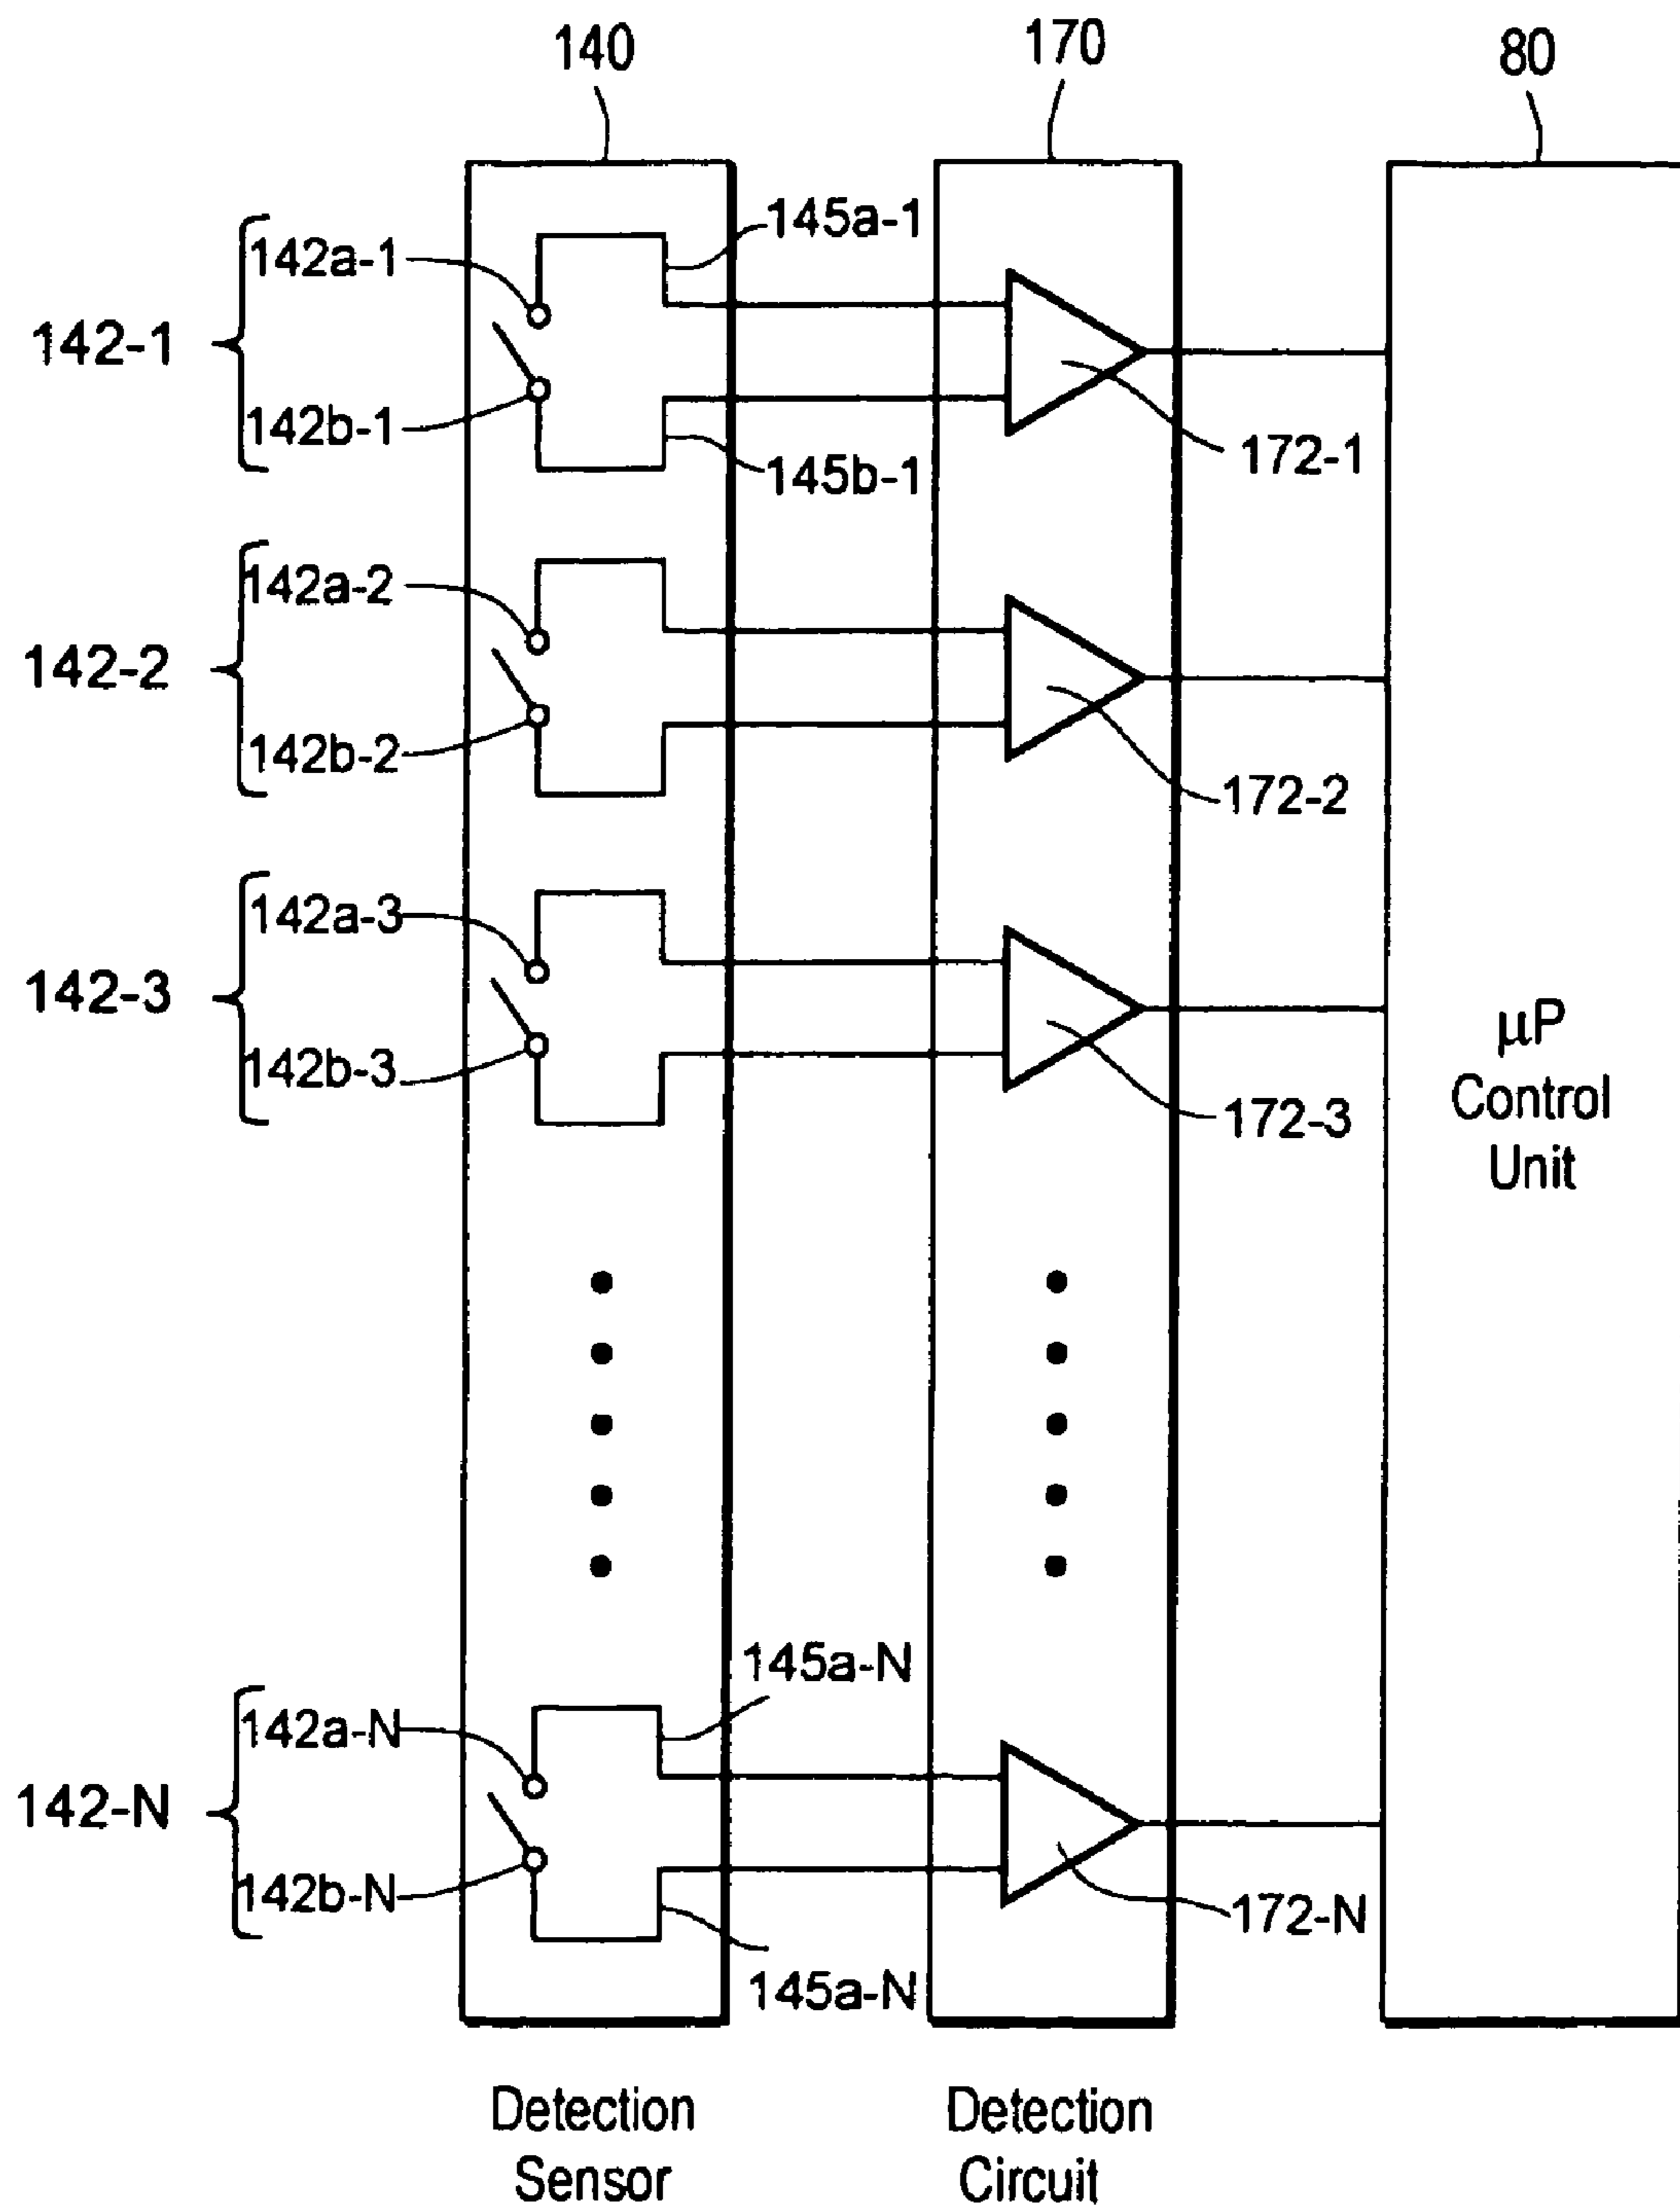 140
170
80
145a-1
142a-1
142-1
142b-1
172-1
145b-1
142a-2
142-2
142b-2
172-2
142a-3
142-3
142b-3
172-3
μP
Control
Unit
145a-N
142a-N
142-N
142b-N
172-N
145a-N
Detection
Sensor
Detection
Circuit